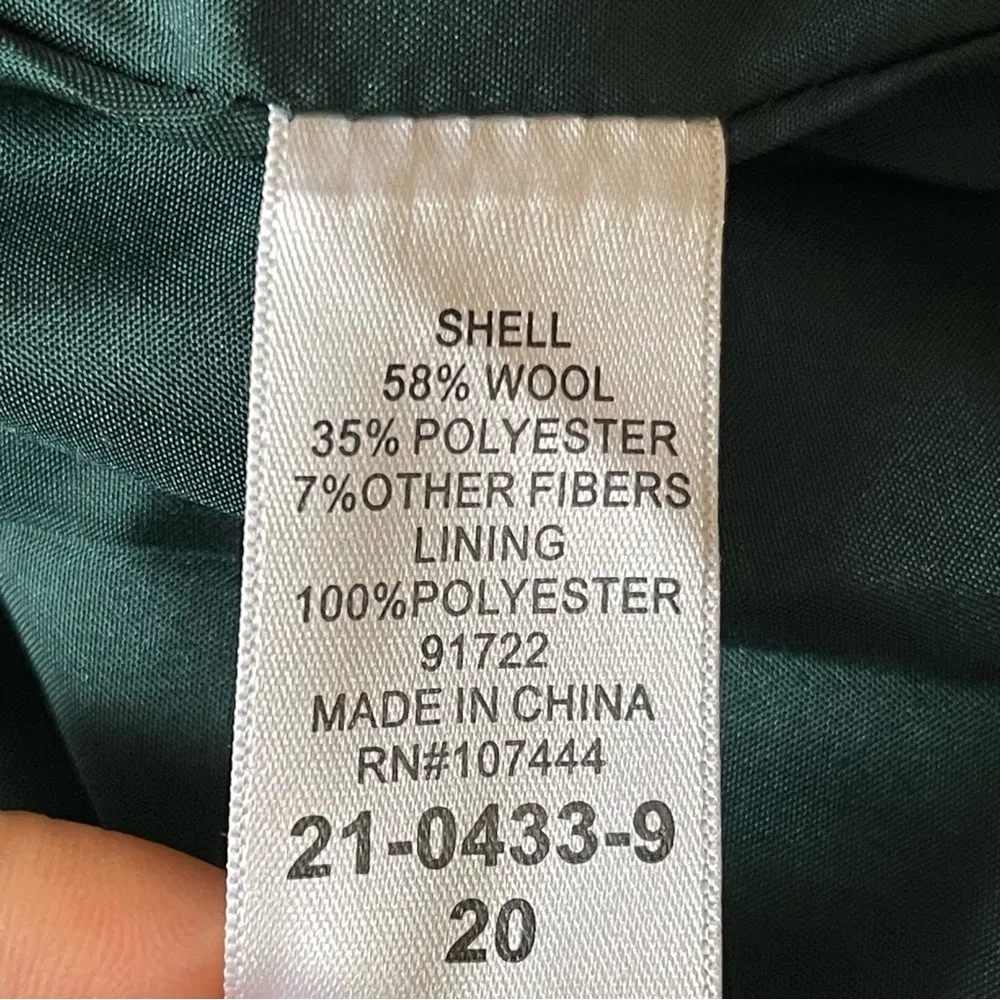 SHELL
58% WOOL
35% POLYESTER
7%OTHER FIBERS
LINING
100%POLYESTER
91722
MADE IN CHINA
RN#107444
21-0433-9
20